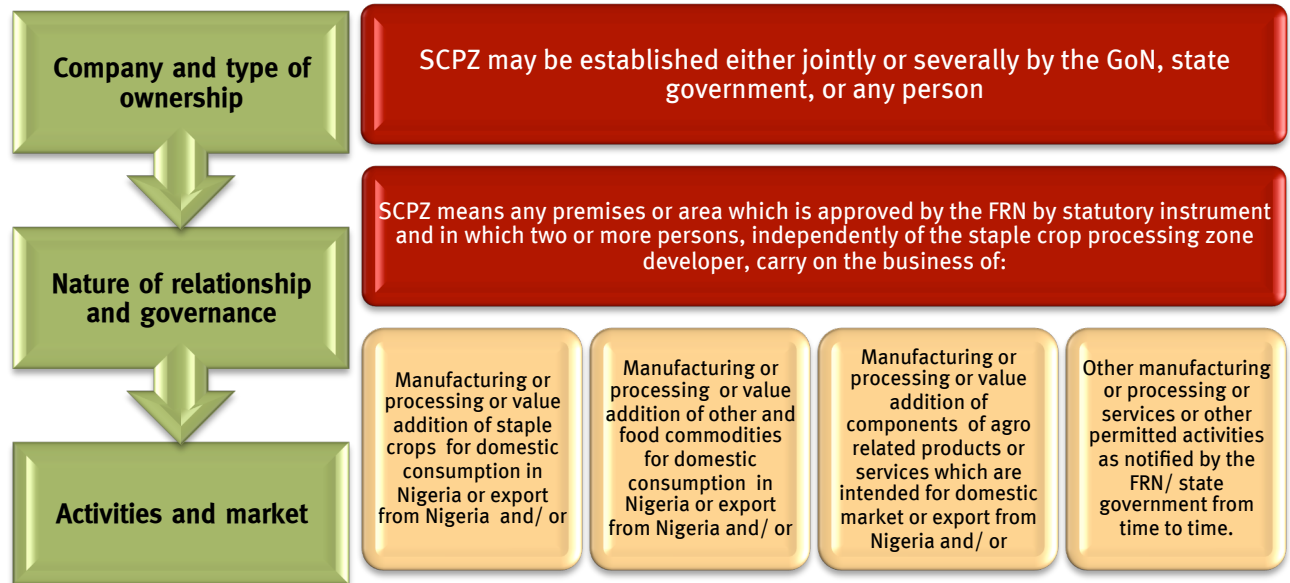 Company and type of
ownership
SCPZ may be established either jointly or severally by the GoN, state
government, or any person
Nature of relationship
and governance
SCPZ means any premises or area which is approved by the FRN by statutory instrument
and in which two or more persons, independently of the staple crop processing zone
developer, carry on the business of:
Activities and market
Manufacturing or
processing or value
addition of staple
crops for domestic
consumption in
Nigeria or export
from Nigeria and/ or
Manufacturing or
processing or value
addition of other and
food commodities
for domestic
consumption in
Nigeria or export
from Nigeria and/ or
Manufacturing or
processing or value
addition of
components of agro
related products or
services which are
intended for domestic
market or export from
Nigeria and/ or
Other manufacturing
or processing or
services or other
permitted activities
as notified by the
FRN/ state
government from
time to time.